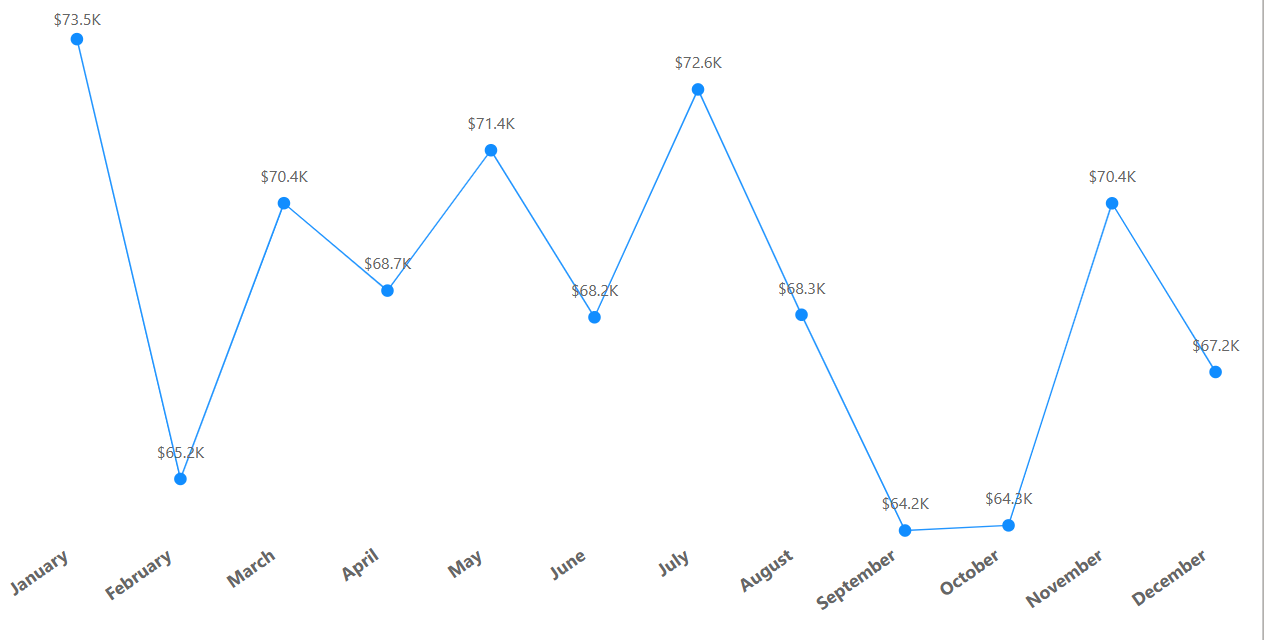 $73.5K
$65.2K
$70.4K
$68.7K
$71.4K
$68.2K
$72.6K
$68.3K
$64.2K
$64.3K
$70.4K
$67.2K
January
February
March
April
May
June
July
August
September
October
November
December